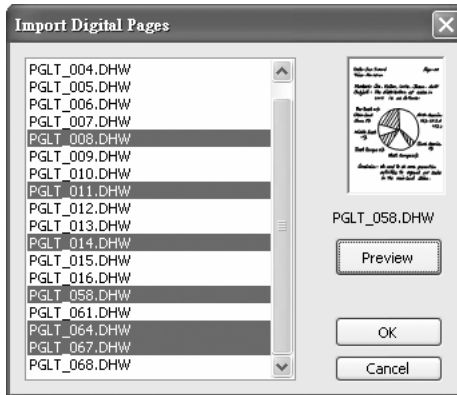 Import Digital Pages
PGLT_004.DHW
PGLT_005.DHW
PGLT_006.DHW
PGLT_007.DHW
PGLT_008.DHW
PGLT_009.DHW
PGLT_010.DHW
PGLT_011.DHW
PGLT_012.DHW
PGLT_013.DHW
PGLT_014.DHW
PGLT_015.DHW
PGLT_016.DHW
PGLT_058.DHW
PGLT_061.DHW
PGLT_064.DHW
PGLT_067.DHW
PGLT_068.DHW
PGLT_058.DHW
Preview
OK
Cancel